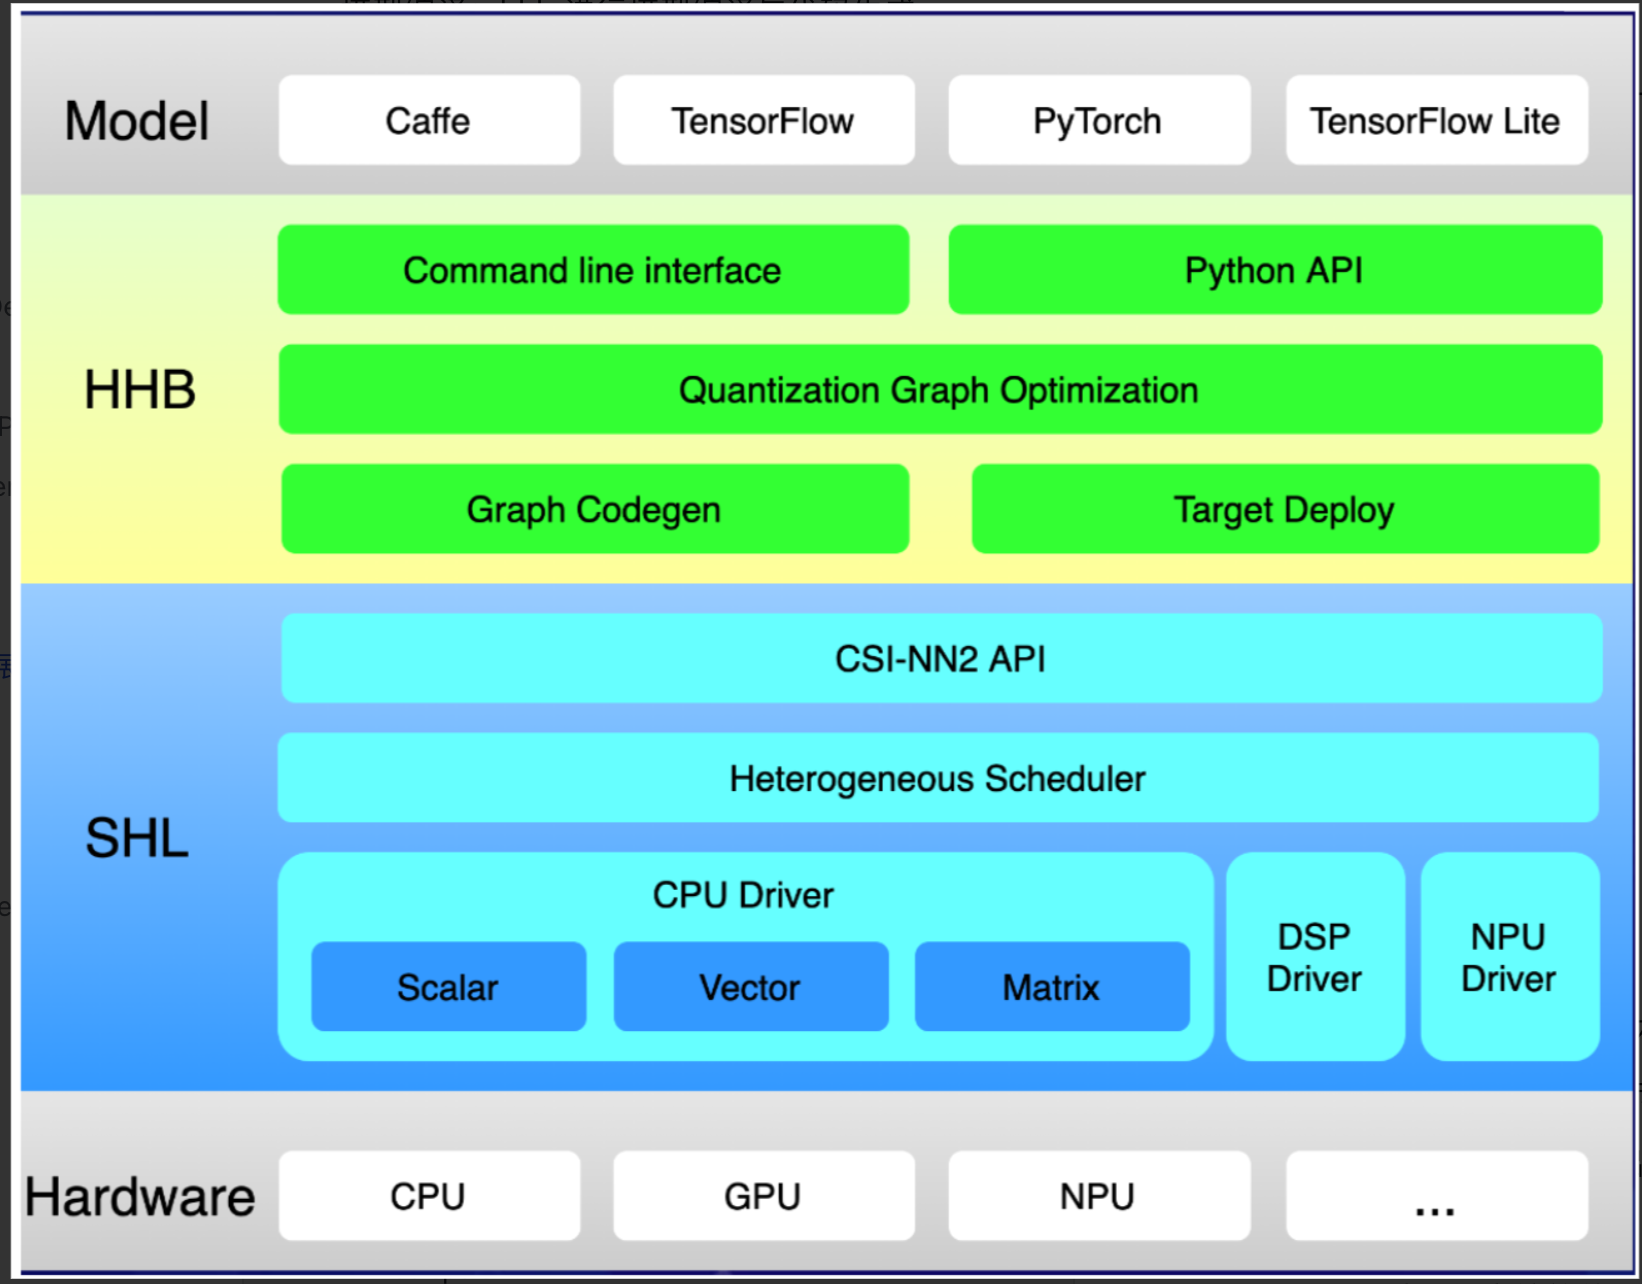 Model
Caffe
TensorFlow
PyTorch
TensorFlow Lite
HHB
Command line interface
Python API
Quantization Graph Optimization
Graph Codegen
Target Deploy
SHL
CSI-NN2 API
Heterogeneous Scheduler
CPU Driver
Scalar
Vector
Matrix
DSP
Driver
NPU
Driver
Hardware
CPU
GPU
NPU
...